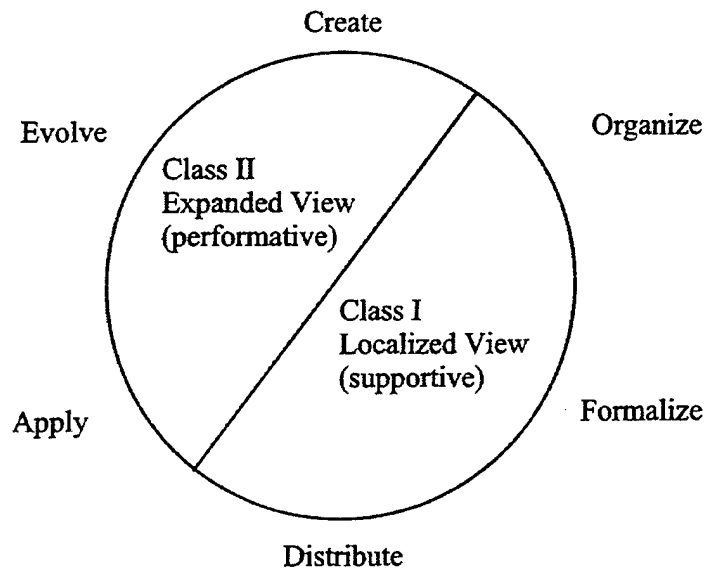 Create
Evolve
Organize
Class II
Expanded View
(performative)
Class I
Localized View
(supportive)
Apply
Formalize
Distribute